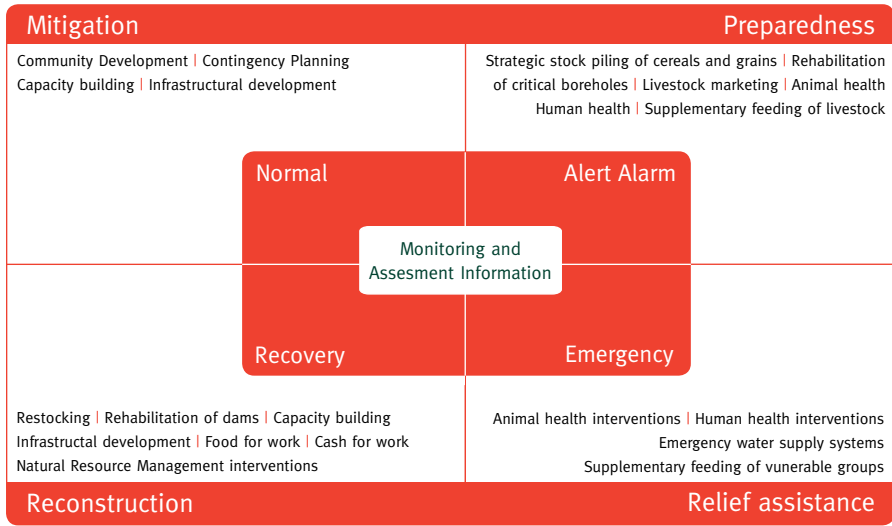 Mitigation
Preparedness
Community Development | Contingency Planning
Capacity building | Infrastructural development
Strategic stock piling of cereals and grains | Rehabilitation
of critical boreholes | Livestock marketing | Animal health
Human health | Supplementary feeding of livestock
Normal
Alert Alarm
Monitoring and
Assesment Information
Recovery
Emergency
Restocking | Rehabilitation of dams | Capacity building
Infrastructal development | Food for work | Cash for work
Natural Resource Management interventions
Animal health interventions | Human health interventions
Emergency water supply systems
Supplementary feeding of vunerable groups
Reconstruction
Relief assistance